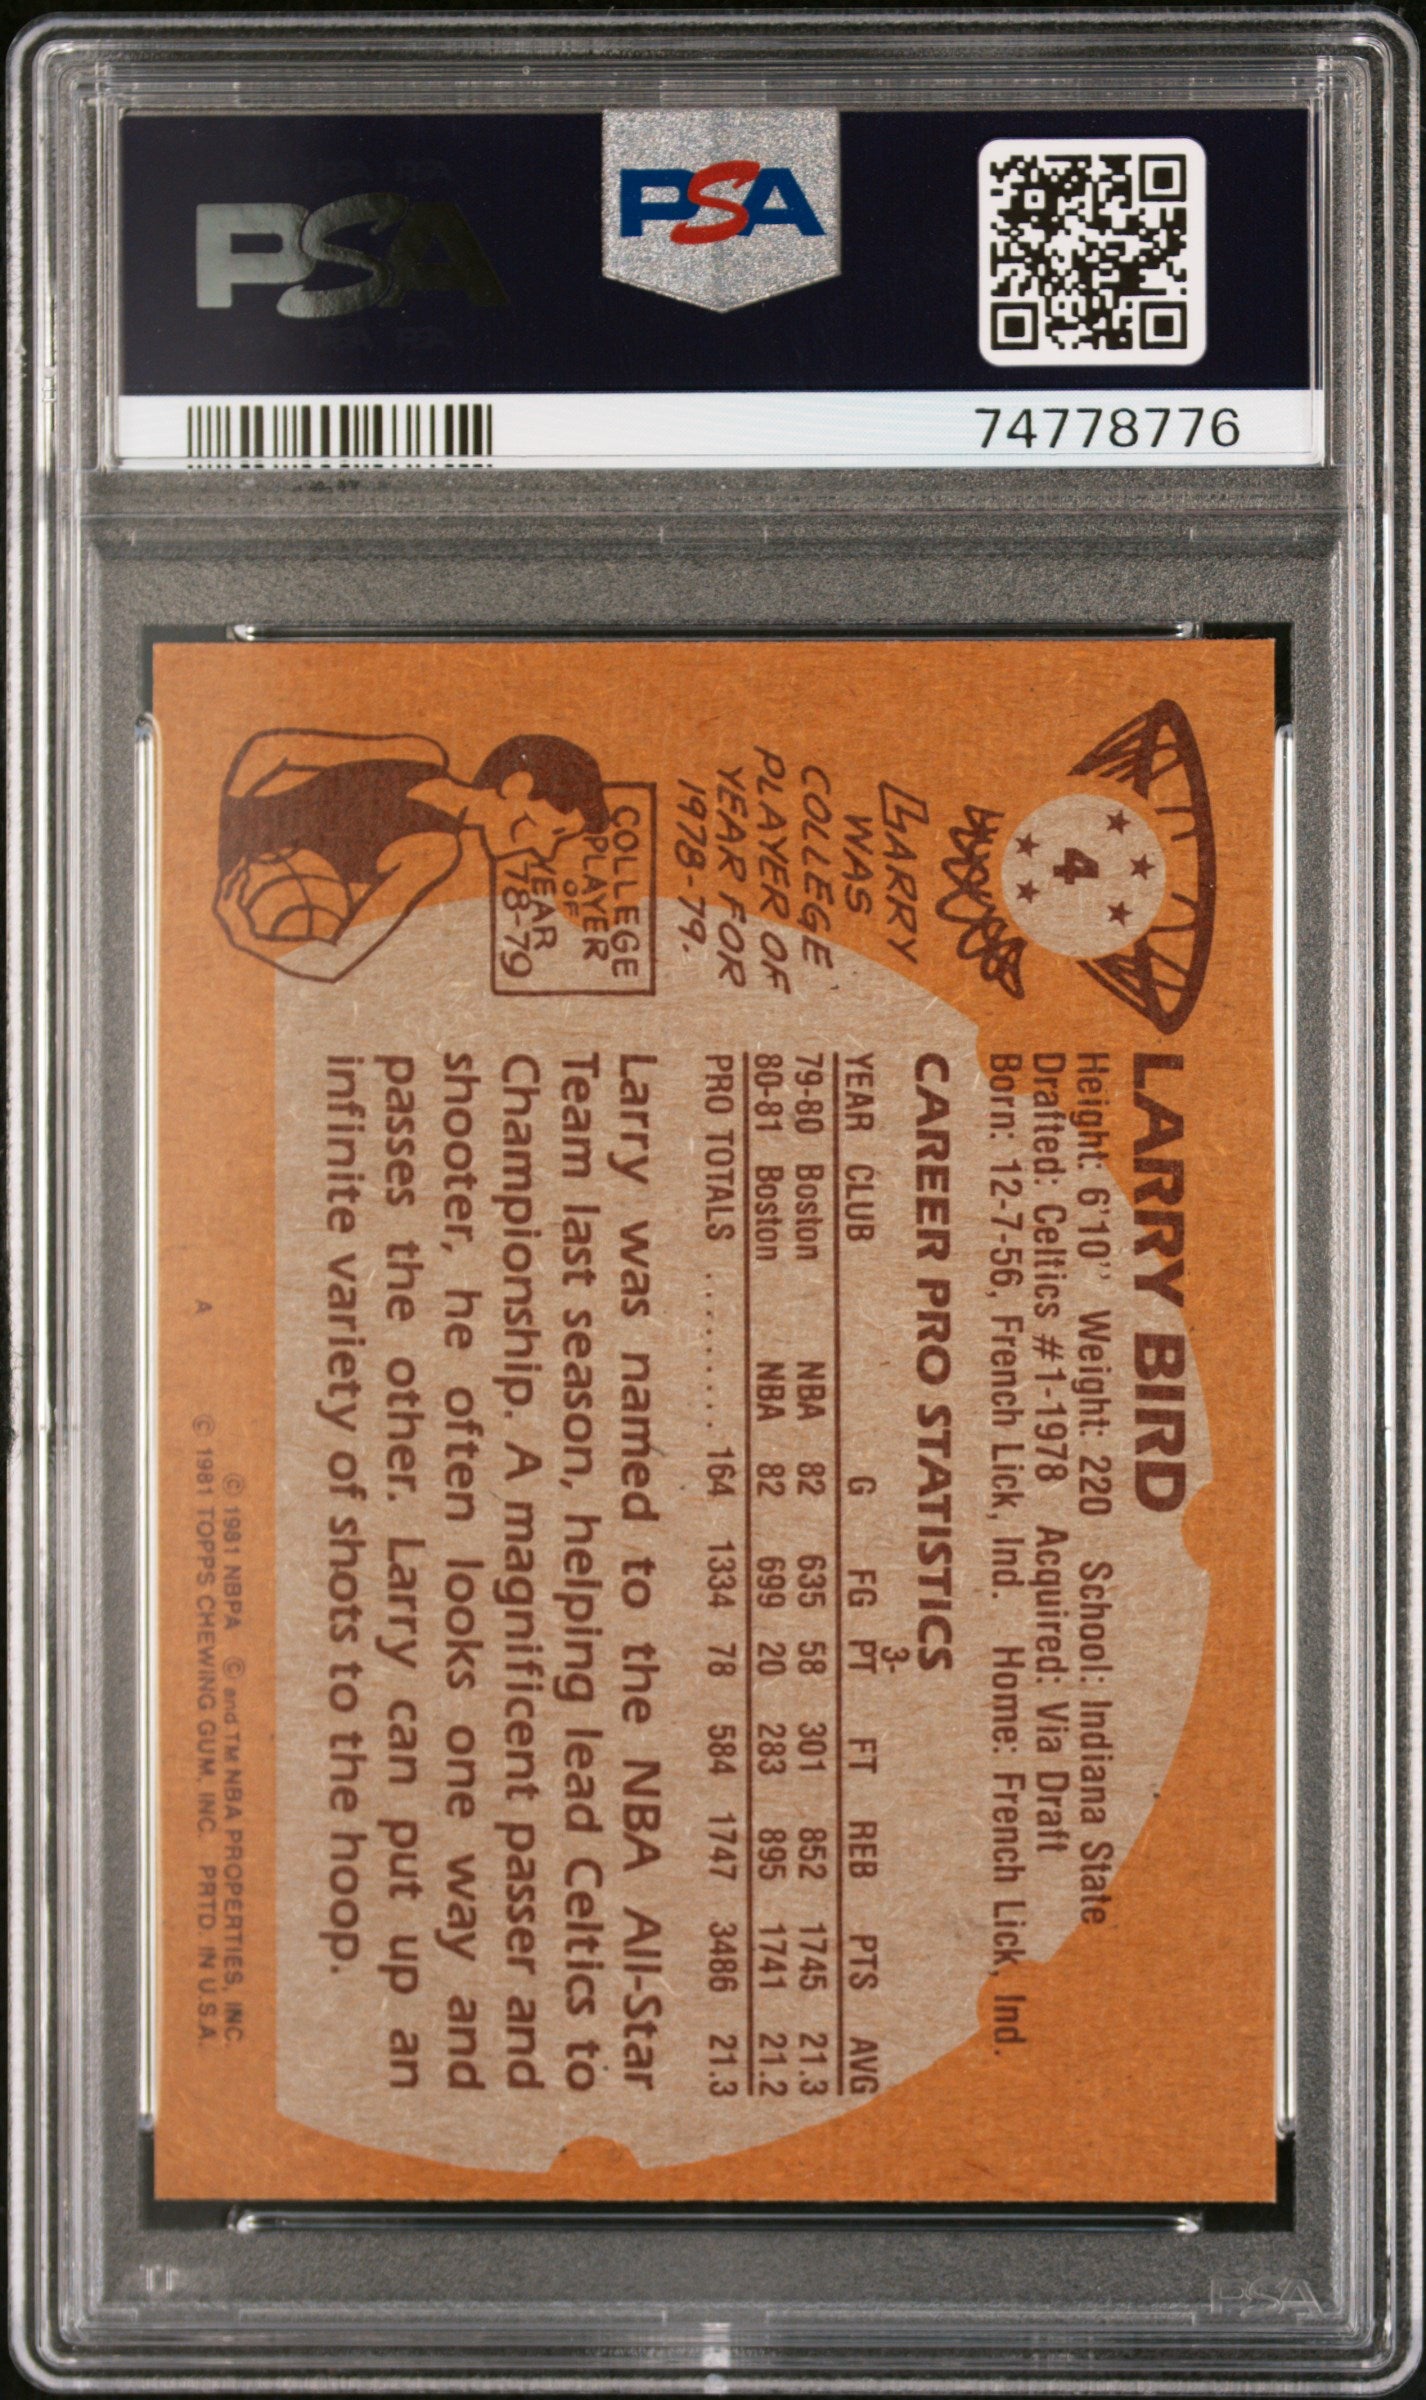 PSA
PSA
74778776
4
LARRY BIRD
Height: 6'10'' Weight: 220 School: Indiana State
Drafted: Celtics #1-1978 Acquired: Via Draft
Born: 12-7-56, French Lick, Ind. Home: French Lick, Ind.
CAREER PRO STATISTICS
YEAR CLUB G FG 3-PT FT REB PTS AVG
79-80 Boston NBA 82 635 58 301 852 1745 21.3
80-81 Boston NBA 82 699 20 283 895 1741 21.2
PRO TOTALS ........ 164 1334 78 584 1747 3486 21.3
Larry was named to the NBA All-Star
Team last season, helping lead Celtics to
Championship. A magnificent passer and
shooter, he often looks one way and
passes the other. Larry can put up an
infinite variety of shots to the hoop.
LARRY
WAS
COLLEGE
PLAYER OF
YEAR FOR
1978-79.
COLLEGE
PLAYER
OF
YEAR
'78-79
© 1981 NBPA © and TM NBA PROPERTIES, INC.
A © 1981 TOPPS CHEWING GUM, INC. PRTD. IN U.S.A.
PSA